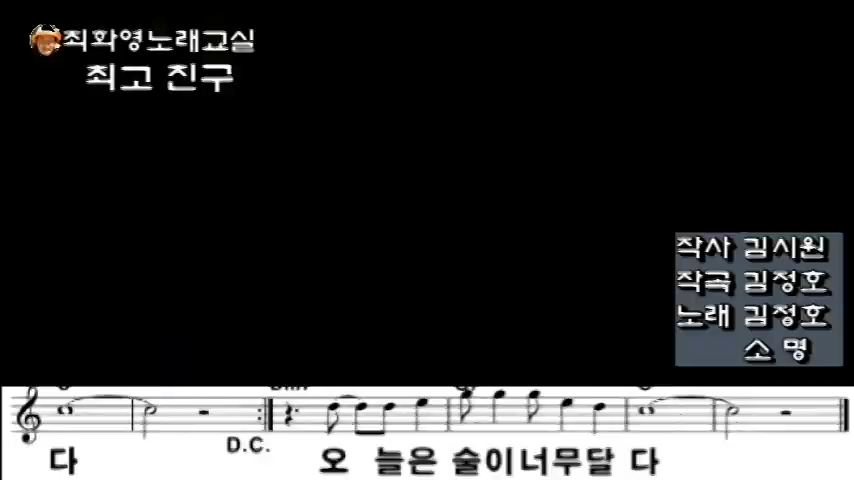 최화영노래교실
최고 친구
작사 김시원
작곡 김정호
노래 김정호
소 명
D.C.
다 오 늘은 술이너무달 다